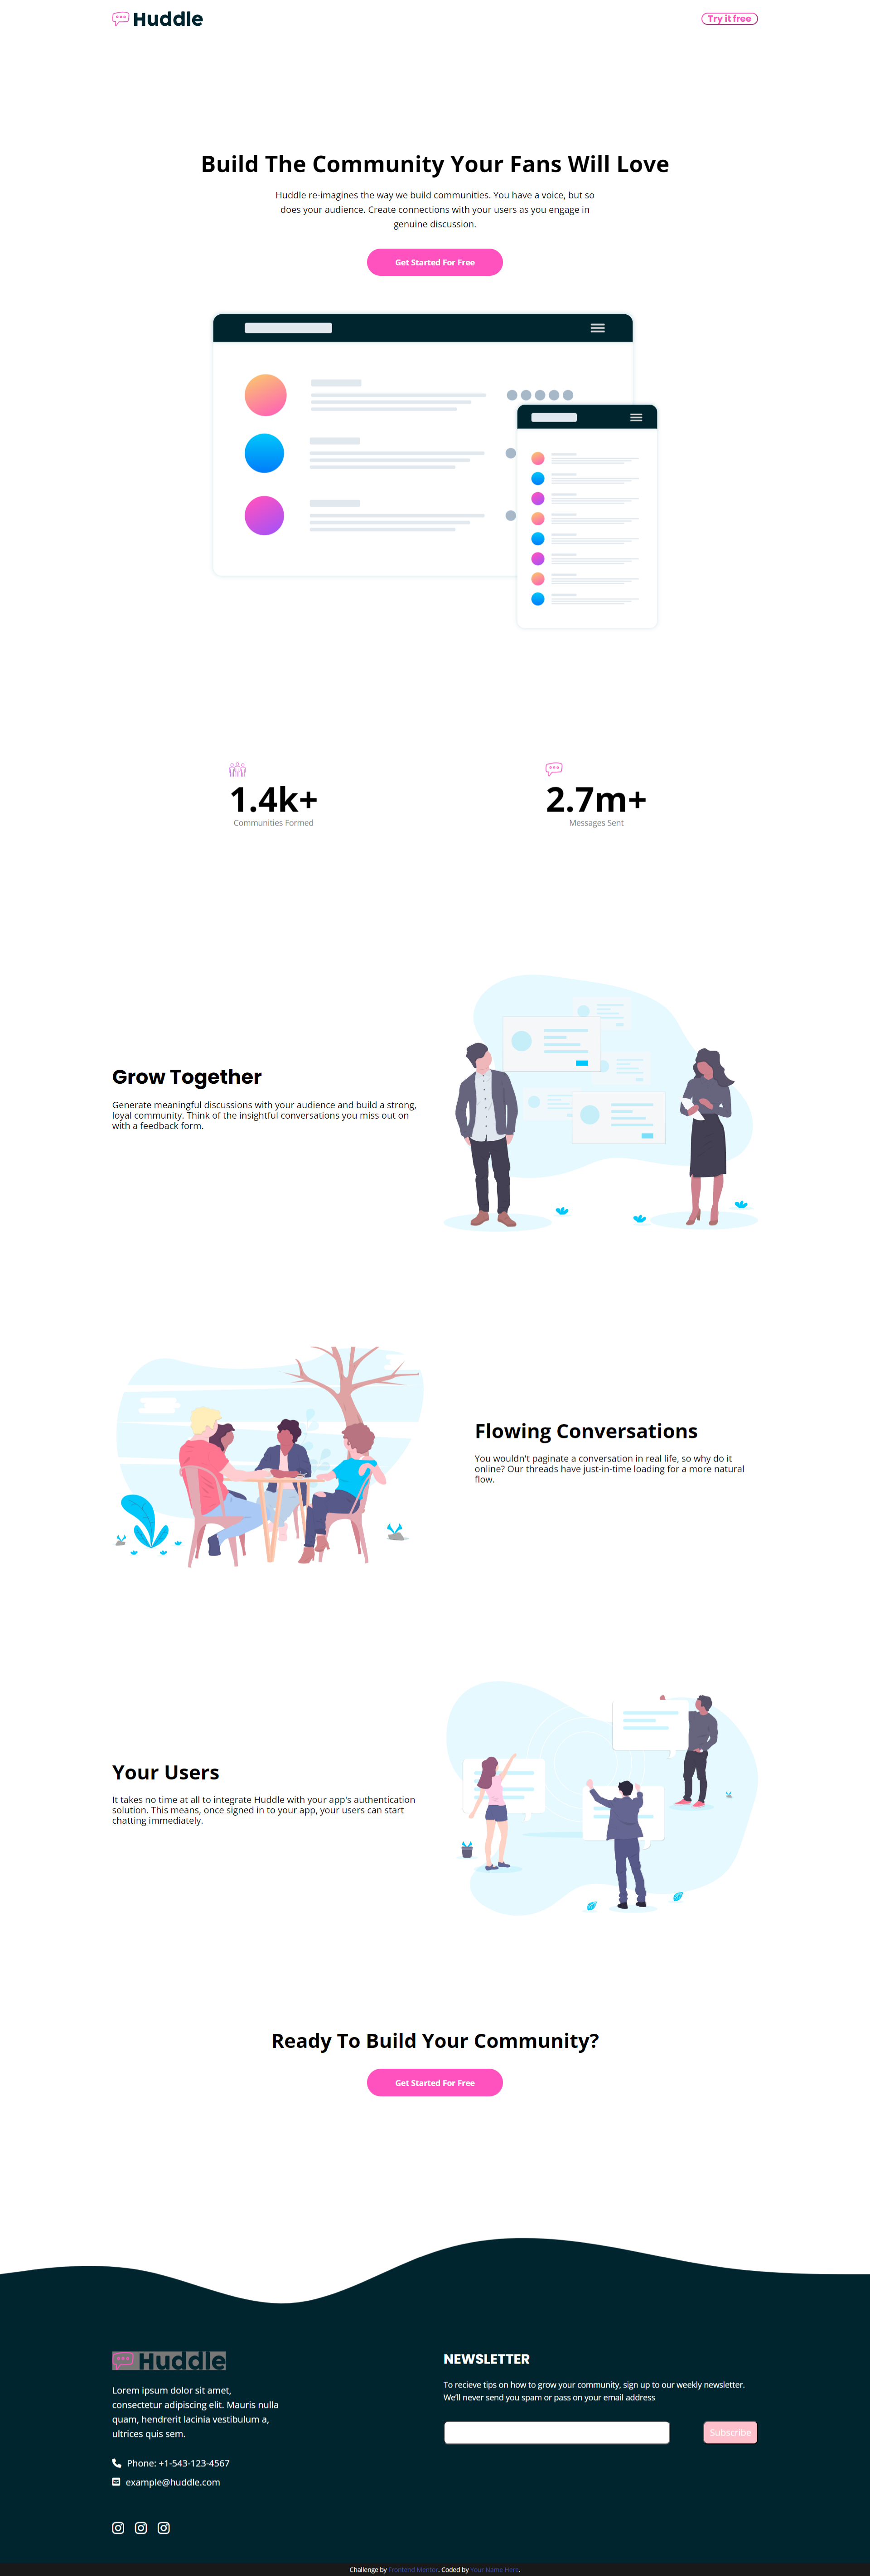 Huddle
Try it free
Build The Community Your Fans Will Love
Huddle re-imagines the way we build communities. You have a voice, but so
does your audience. Create connections with your users as you engage in
genuine discussion.
Get Started For Free
1.4k+
Communities Formed
2.7m+
Messages Sent
Grow Together
Generate meaningful discussions with your audience and build a strong,
loyal community. Think of the insightful conversations you miss out on
with a feedback form.
Flowing Conversations
You wouldn't paginate a conversation in real life, so why do it
online? Our threads have just-in-time loading for a more natural
flow.
Your Users
It takes no time at all to integrate Huddle with your app's authentication
solution. This means, once signed in to your app, your users can start
chatting immediately.
Ready To Build Your Community?
Get Started For Free
Huddle
Lorem ipsum dolor sit amet,
consectetur adipiscing elit. Mauris nulla
quam, hendrerit lacinia vestibulum a,
ultrices quis sem.
Phone: +1-543-123-4567
example@huddle.com
NEWSLETTER
To recieve tips on how to grow your community, sign up to our weekly newsletter.
We'll never send you spam or pass on your email address
Subscribe
Challenge by Frontend Mentor. Coded by Your Name Here.